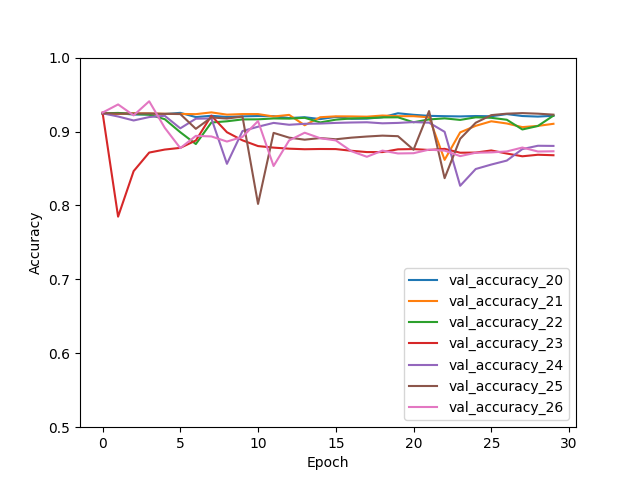 1.0
0.9
0.8
0.7
0.6
0.5
Accuracy
0 5 10 15 20 25 30
Epoch
val_accuracy_20
val_accuracy_21
val_accuracy_22
val_accuracy_23
val_accuracy_24
val_accuracy_25
val_accuracy_26